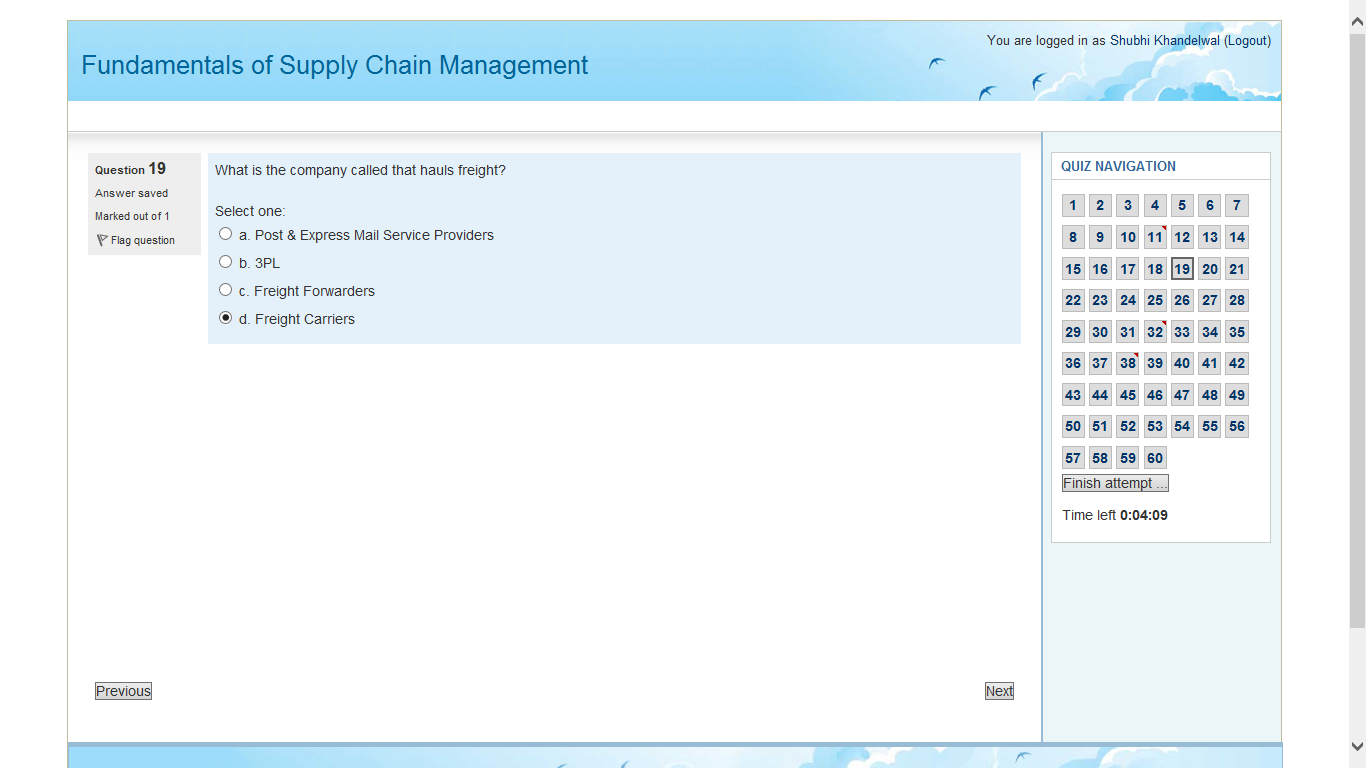 You are logged in as Shubhi Khandelwal (Logout)
Fundamentals of Supply Chain Management
Question 19
Answer saved
Marked out of 1
Flag question
What is the company called that hauls freight?
Select one:
a. Post & Express Mail Service Providers
b. 3PL
c. Freight Forwarders
d. Freight Carriers
Previous
Next
QUIZ NAVIGATION
1 2 3 4 5 6 7
8 9 10 11 12 13 14
15 16 17 18 19 20 21
22 23 24 25 26 27 28
29 30 31 32 33 34 35
36 37 38 39 40 41 42
43 44 45 46 47 48 49
50 51 52 53 54 55 56
57 58 59 60
Finish attempt ...
Time left 0:04:09